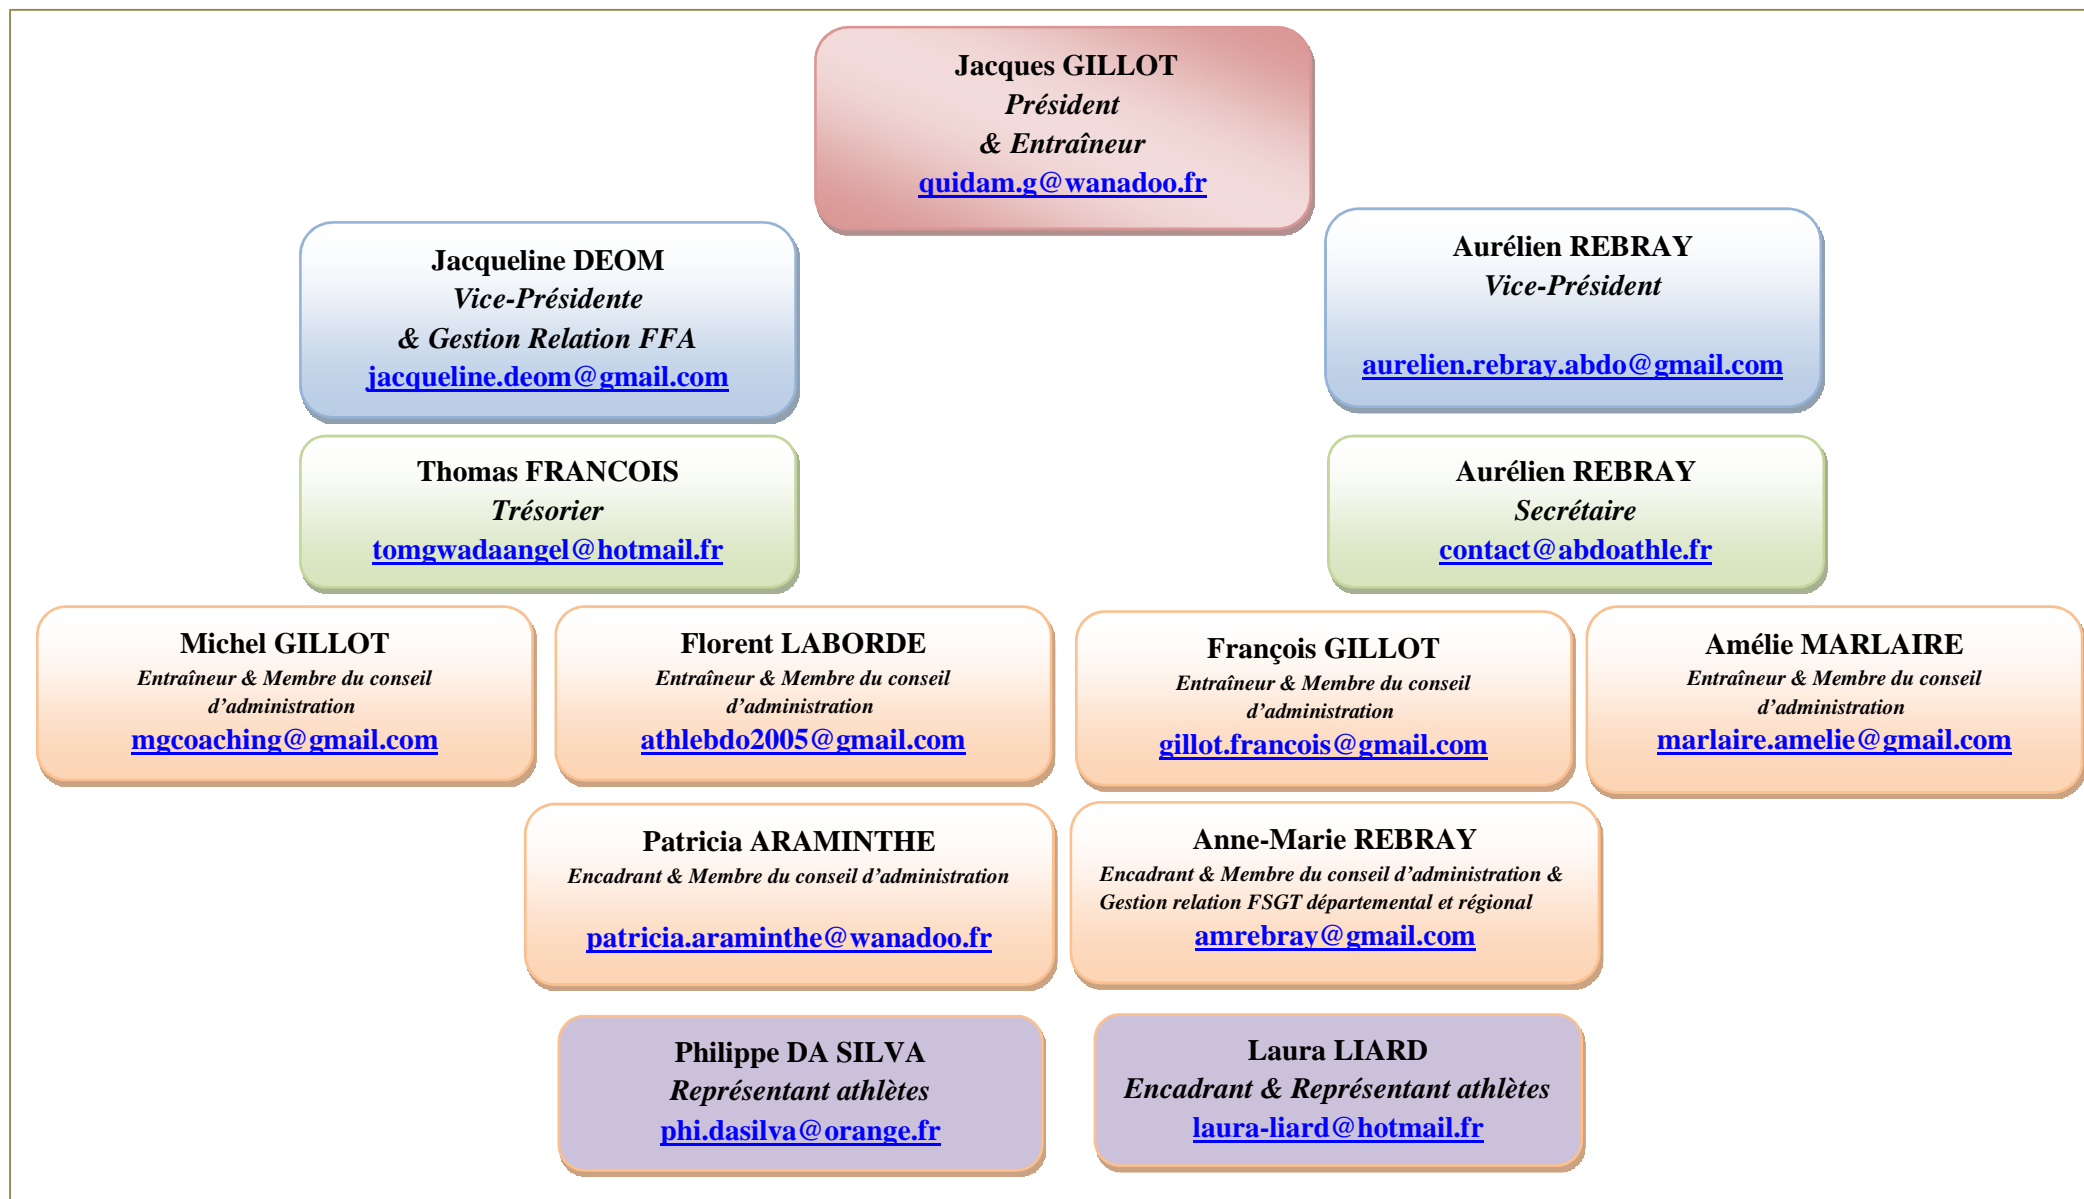 Jacques GILLOT
Président
& Entraîneur
quidam.g@wanadoo.fr
Jacqueline DEOM
Vice-Présidente
& Gestion Relation FFA
jacqueline.deom@gmail.com
Aurélien REBRAY
Vice-Président
aurelien.rebray.abdo@gmail.com
Thomas FRANCOIS
Trésorier
tomgwadaangel@hotmail.fr
Aurélien REBRAY
Secrétaire
contact@abdoathle.fr
Michel GILLOT
Entraîneur & Membre du conseil
d’administration
mgcoaching@gmail.com
Florent LABORDE
Entraîneur & Membre du conseil
d’administration
athlebdo2005@gmail.com
François GILLOT
Entraîneur & Membre du conseil
d’administration
gillot.francois@gmail.com
Amélie MARLAIRE
Entraîneur & Membre du conseil
d’administration
marlaire.amelie@gmail.com
Patricia ARAMINTHE
Encadrant & Membre du conseil d’administration
patricia.araminthe@wanadoo.fr
Anne-Marie REBRAY
Encadrant & Membre du conseil d’administration &
Gestion relation FSGT départemental et régional
amrebray@gmail.com
Philippe DA SILVA
Représentant athlètes
phi.dasilva@orange.fr
Laura LIARD
Encadrant & Représentant athlètes
laura-liard@hotmail.fr